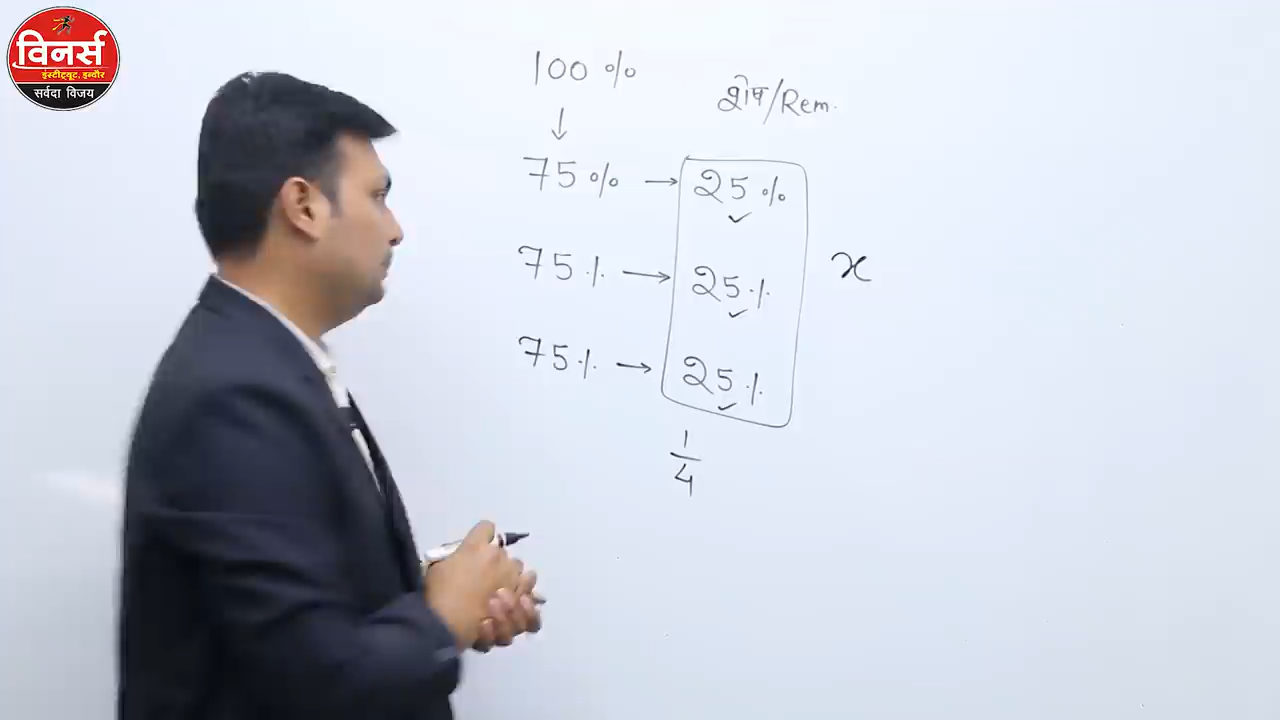 विनर्स
इंस्टीट्यूट, इन्दौर
सर्वदा विजय
100 %
शेष/Rem.
↓
75 % → 25 %
75 % → 25 %
x
75 % → 25 %
1/4